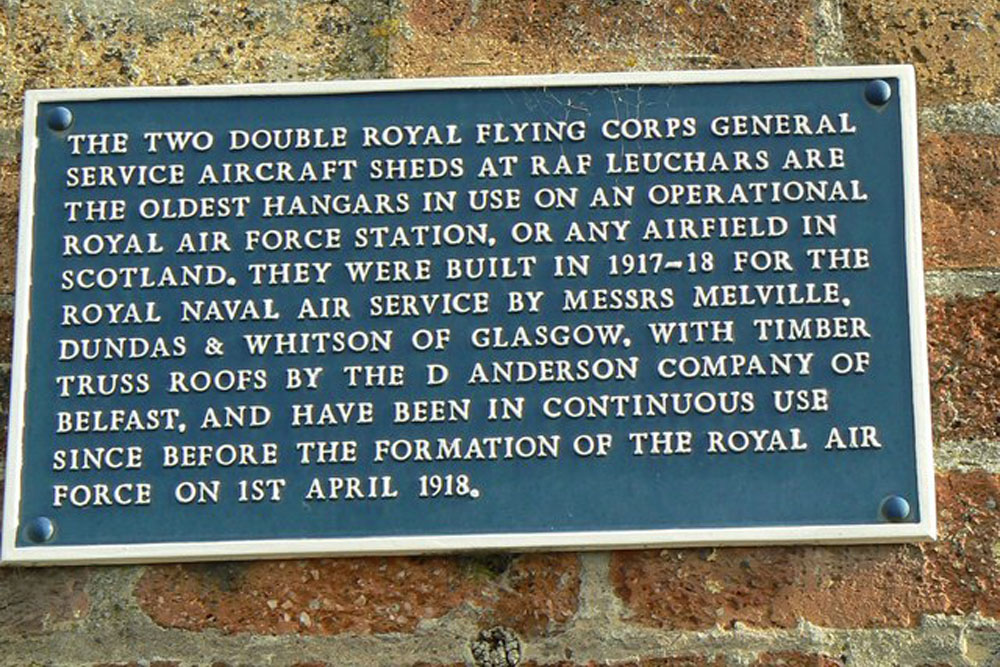 THE TWO DOUBLE ROYAL FLYING CORPS GENERAL
SERVICE AIRCRAFT SHEDS AT RAF LEUCHARS ARE
THE OLDEST HANGARS IN USE ON AN OPERATIONAL
ROYAL AIR FORCE STATION, OR ANY AIRFIELD IN
SCOTLAND. THEY WERE BUILT IN 1917-18 FOR THE
ROYAL NAVAL AIR SERVICE BY MESSRS MELVILLE,
DUNDAS & WHITSON OF GLASGOW, WITH TIMBER
TRUSS ROOFS BY THE D ANDERSON COMPANY OF
BELFAST, AND HAVE BEEN IN CONTINUOUS USE
SINCE BEFORE THE FORMATION OF THE ROYAL AIR
FORCE ON 1ST APRIL 1918.